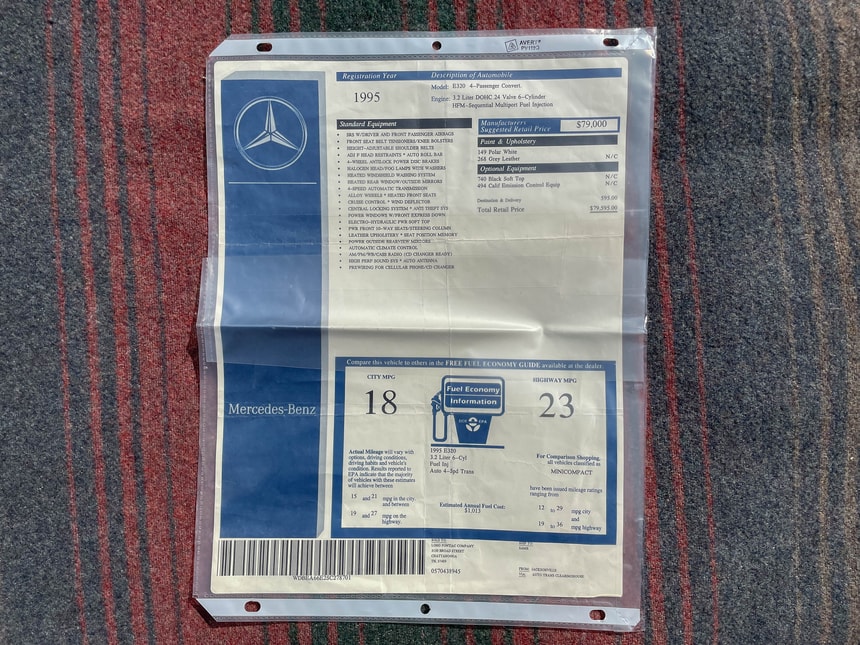 AVERY®
Registration Year
Description of Automobile
1995
Model: E320 4-Passenger Convert.
Engine: 3.2 Liter DOHC 24 Valve 6-Cylinder
HFM-Sequential Multiport Fuel Injection
Standard Equipment
SRS W/DRIVER AND FRONT PASSENGER AIRBAGS
FRONT SEAT BELT TENSIONERS/KNEE BOLSTERS
HEIGHT-ADJUSTABLE SHOULDER BELTS
ADJ F HEAD RESTRAINTS * AUTO ROLL BAR
4-WHEEL ANTILOCK POWER DISC BRAKES
HALOGEN HEAD/FOG LAMPS WITH WASHERS
HEATED WINDSHIELD WASHING SYSTEM
HEATED REAR WINDOW/OUTSIDE MIRRORS
4-SPEED AUTOMATIC TRANSMISSION
ALLOY WHEELS * HEATED FRONT SEATS
CRUISE CONTROL * WIND DEFLECTOR
CENTRAL LOCKING SYSTEM * ANTI THEFT SYS
POWER WINDOWS W/FRONT EXPRESS DOWN
ELECTRO-HYDRAULIC PWR SOFT TOP
PWR FRONT 10-WAY SEATS/STEERING COLUMN
LEATHER UPHOLSTERY * SEAT POSITION MEMORY
POWER OUTSIDE REARVIEW MIRRORS
AUTOMATIC CLIMATE CONTROL
AM/FM/WB/CASS RADIO (CD CHANGER READY)
HIGH PERF SOUND SYS * AUTO ANTENNA
PREWIRING FOR CELLULAR PHONE/CD CHANGER
Manufacturers
Suggested Retail Price
$79,000
Paint & Upholstery
149 Polar White
268 Grey Leather N/C
Optional Equipment
740 Black Soft Top N/C
494 Calif Emission Control Equip N/C
Destination & Delivery 595.00
Total Retail Price $79,595.00
Mercedes-Benz
Compare this vehicle to others in the FREE FUEL ECONOMY GUIDE available at the dealer.
CITY MPG
18
Fuel Economy
Information
HIGHWAY MPG
23
Actual Mileage will vary with
options, driving conditions,
driving habits and vehicle's
condition. Results reported to
EPA indicate that the majority
of vehicles with these estimates
will achieve between
15 and 21 mpg in the city
and between
19 and 27 mpg on the
highway.
1995 E320
3.2 Liter 6-Cyl
Fuel Inj
Auto 4-Spd Trans
Estimated Annual Fuel Cost:
$1,013
For Comparison Shopping,
all vehicles classified as
MINICOMPACT
have been issued mileage ratings
ranging from
12 to 29 mpg city
and
19 to 36 mpg highway
WDBEA66E2SC278701
PONTIAC COMPANY
BROAD STREET
CHATTANOOGA
0570431945
FROM: JACKSONVILLE
VIA: AUTO TRANS CLEARINGHOUSE